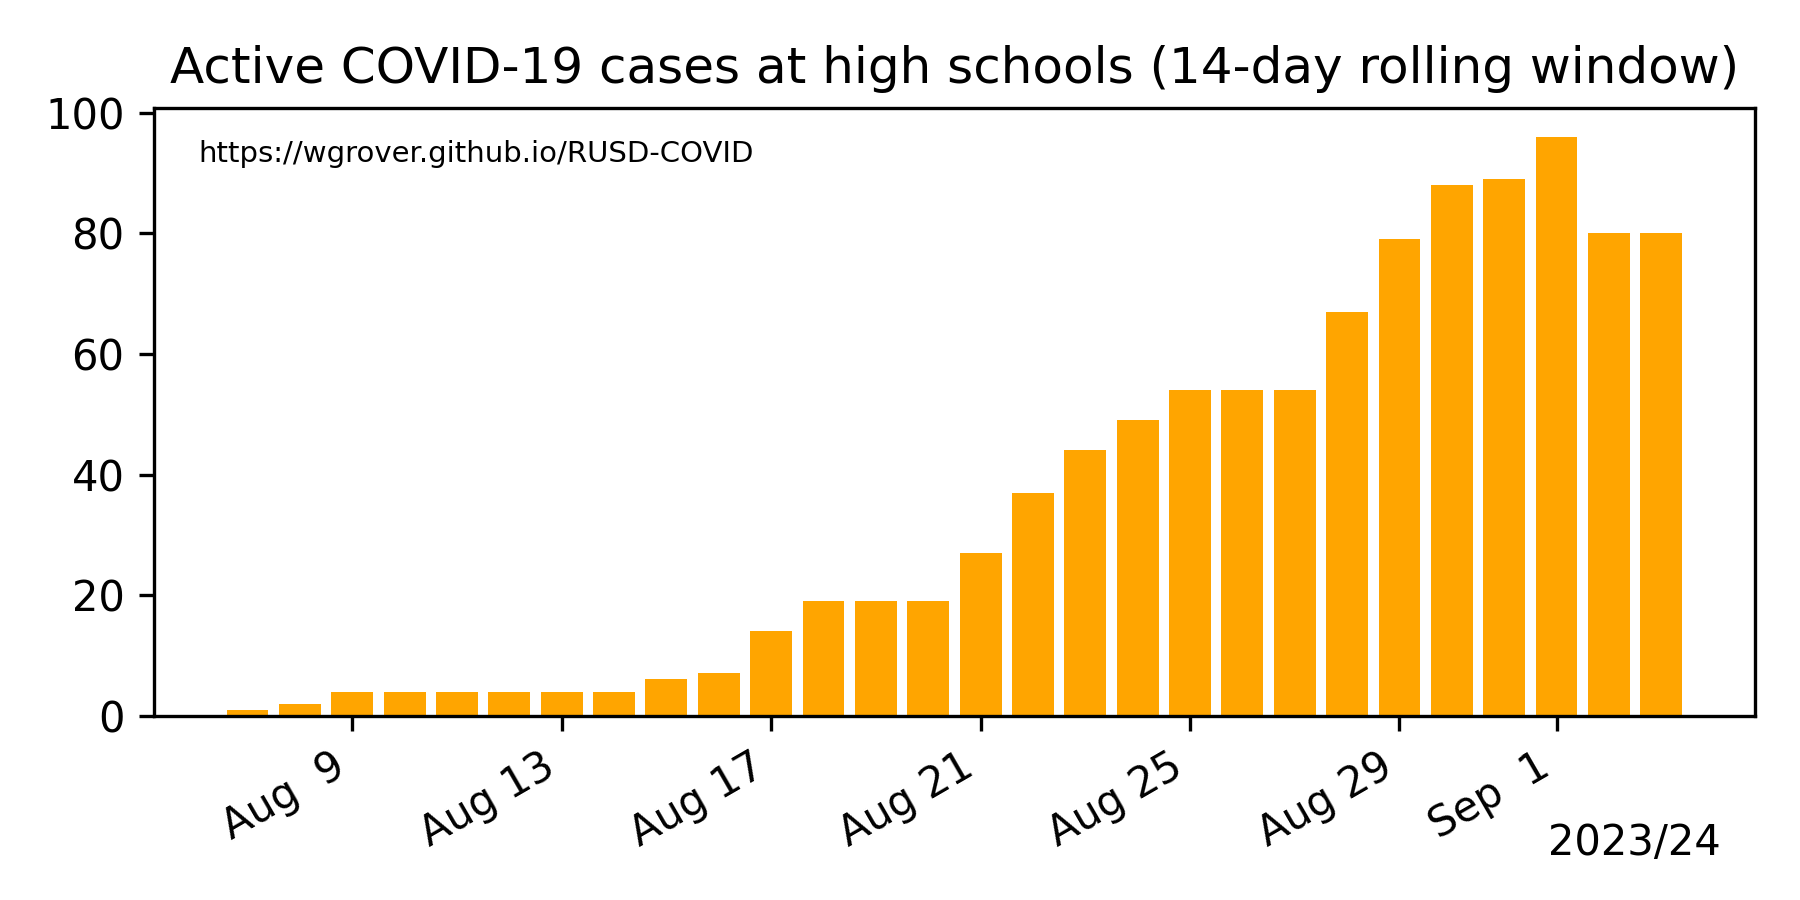 Active COVID-19 cases at high schools (14-day rolling window)
https://wgrover.github.io/RUSD-COVID
100
80
60
40
20
0
Aug 9
Aug 13
Aug 17
Aug 21
Aug 25
Aug 29
Sep 1
2023/24